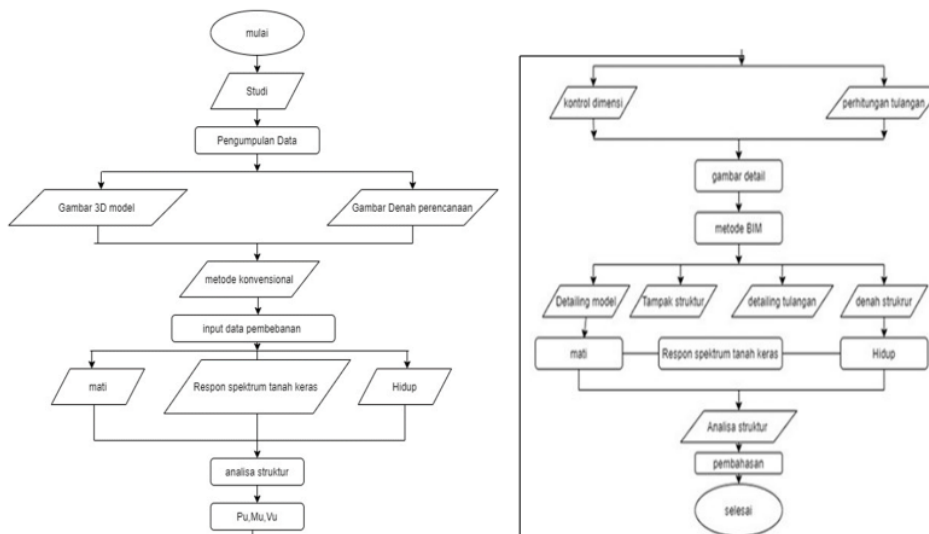 mulai
Studi
Pengumpulan Data
Gambar 3D model
Gambar Denah perencanaan
metode konvensional
input data pembebanan
mati
Respon spektrum tanah keras
Hidup
analisa struktur
Pu,Mu,Vu
kontrol dimensi
perhitungan tulangan
gambar detail
metode BIM
Detailing model
Tampak struktur
detailing tulangan
denah strukrur
mati
Respon spektrum tanah keras
Hidup
Analisa struktur
pembahasan
selesai